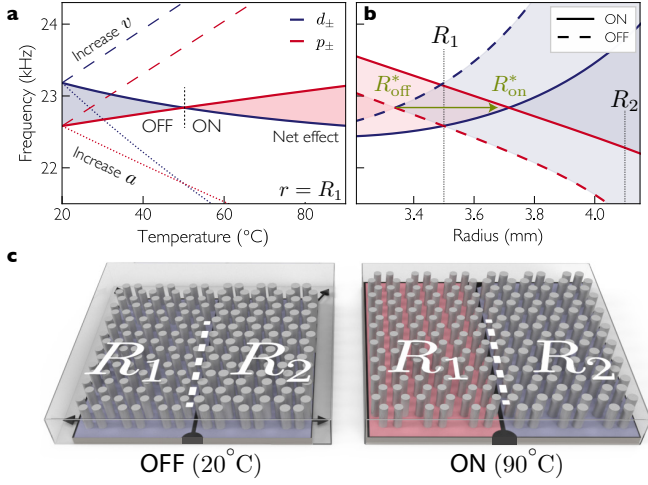 a
24
23
22
Frequency (kHz)
20
40
60
80
Temperature (°C)
Increase v
d±
p±
OFF
ON
Net effect
Increase a
r = R₁
b
ON
OFF
R₁
R*off
R*on
R₂
3.4
3.6
3.8
4.0
Radius (mm)
c
R₁
R₂
R₁
R₂
OFF (20°C)
ON (90°C)